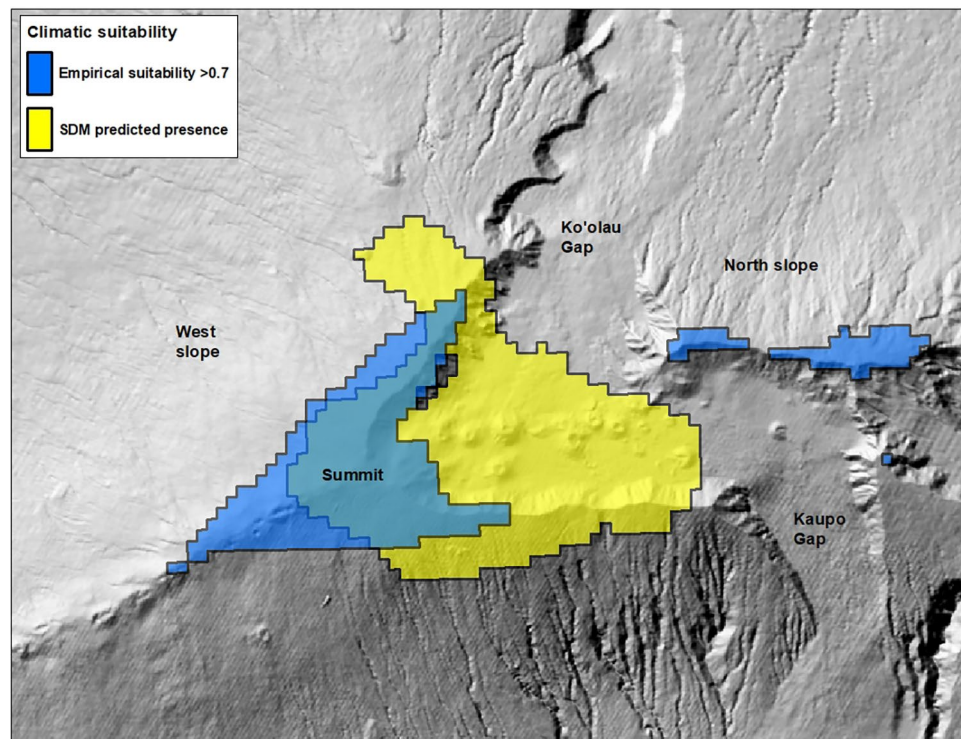 Climatic suitability
Empirical suitability >0.7
SDM predicted presence
Ko'olau
Gap
North slope
West
slope
Summit
Kaupo
Gap